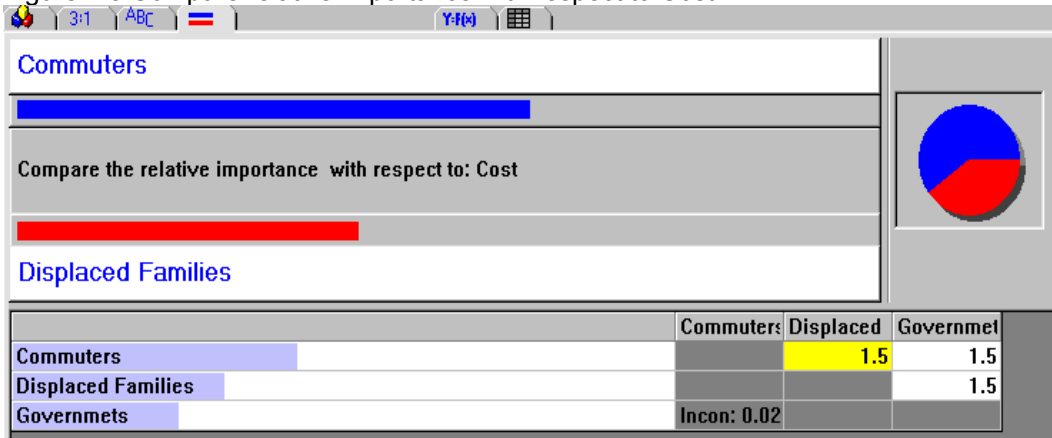 3:1 ABC Y=F(x)
Commuters
Compare the relative importance with respect to: Cost
Displaced Families
Commuters Displaced Governmet
Commuters 1.5 1.5
Displaced Families 1.5
Governmets Incon: 0.02